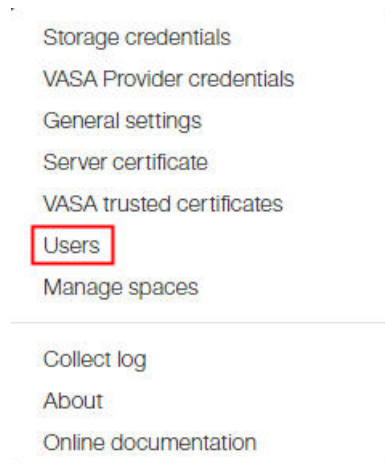 Storage credentials
VASA Provider credentials
General settings
Server certificate
VASA trusted certificates
Users
Manage spaces
Collect log
About
Online documentation